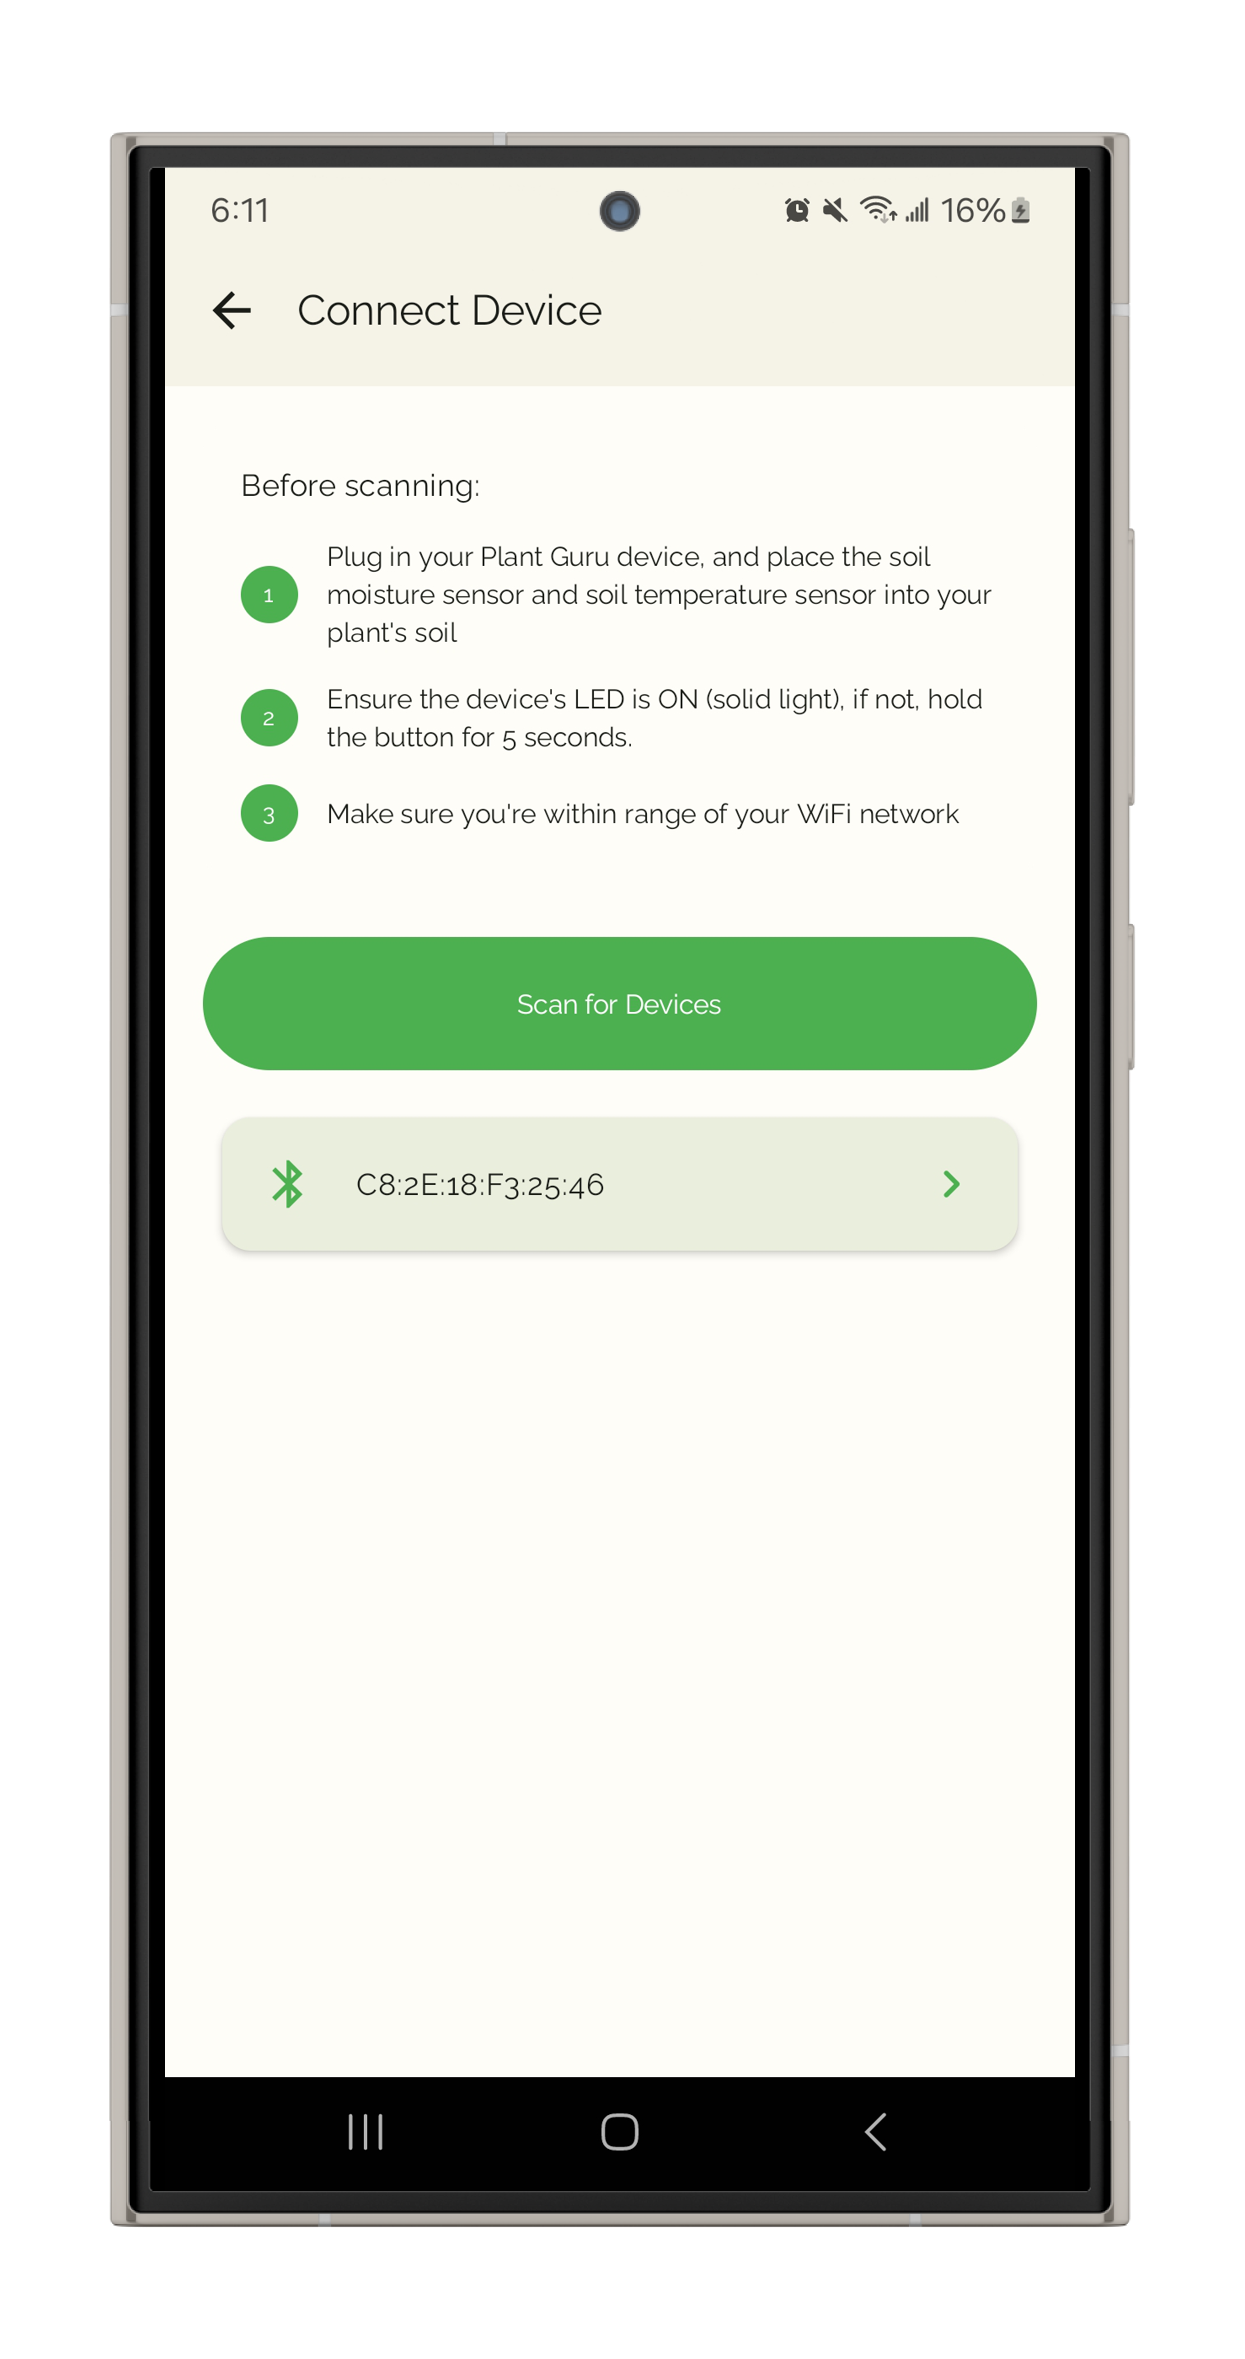 6:11
16%
Connect Device
Before scanning:
1
Plug in your Plant Guru device, and place the soil
moisture sensor and soil temperature sensor into your
plant's soil
2
Ensure the device's LED is ON (solid light), if not, hold
the button for 5 seconds.
3
Make sure you're within range of your WiFi network
Scan for Devices
C8:2E:18:F3:25:46